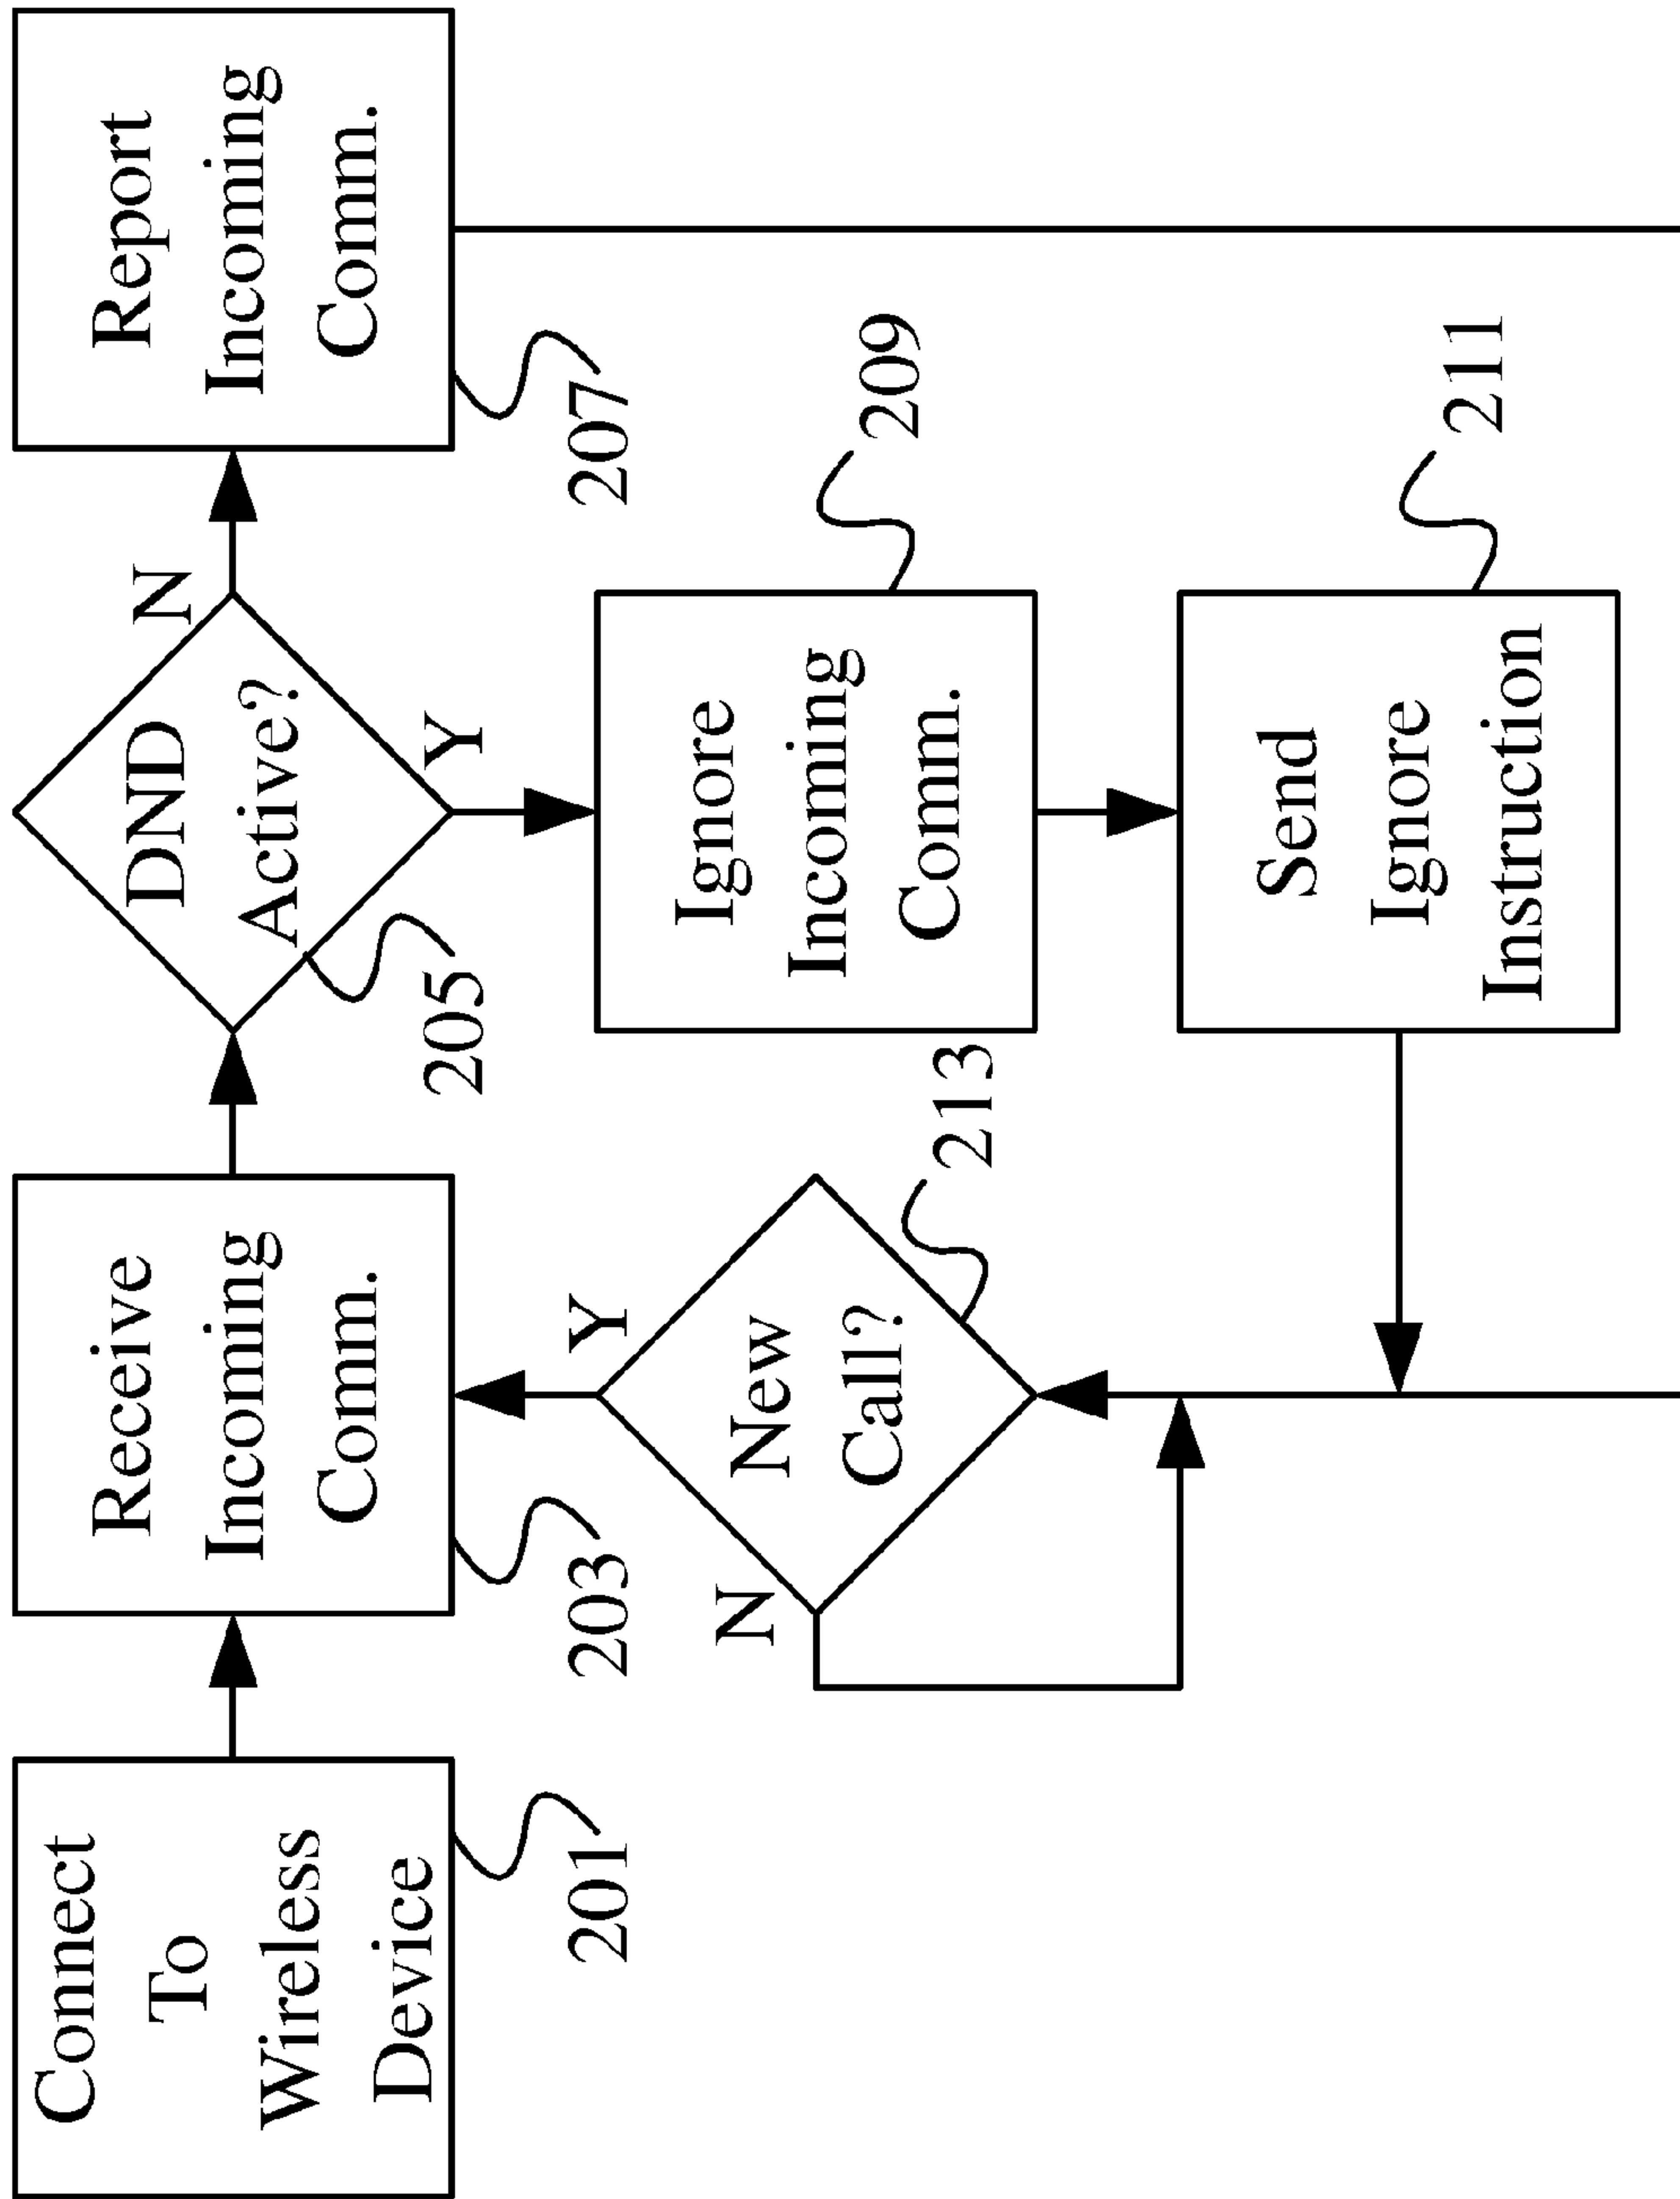 Connect
To
Wireless
Device
201
Receive
Incoming
Comm.
203
DND
Active?
N
Y
205
Report
Incoming
Comm.
207
New
Call?
Y
N
213
Ignore
Incoming
Comm.
209
Send
Ignore
Instruction
211